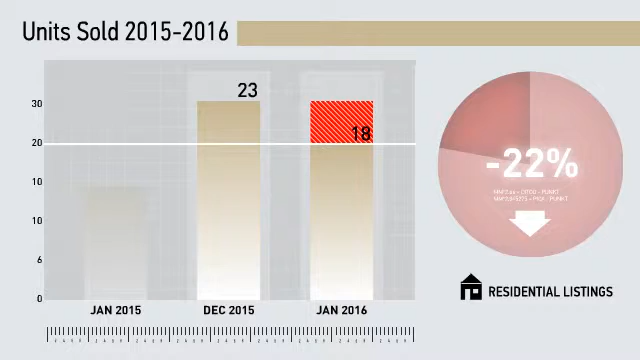 Units Sold 2015-2016
23
30
18
20
-22%
10
10
6
0
JAN 2015
DEC 2015
JAN 2016
RESIDENTIAL LISTINGS